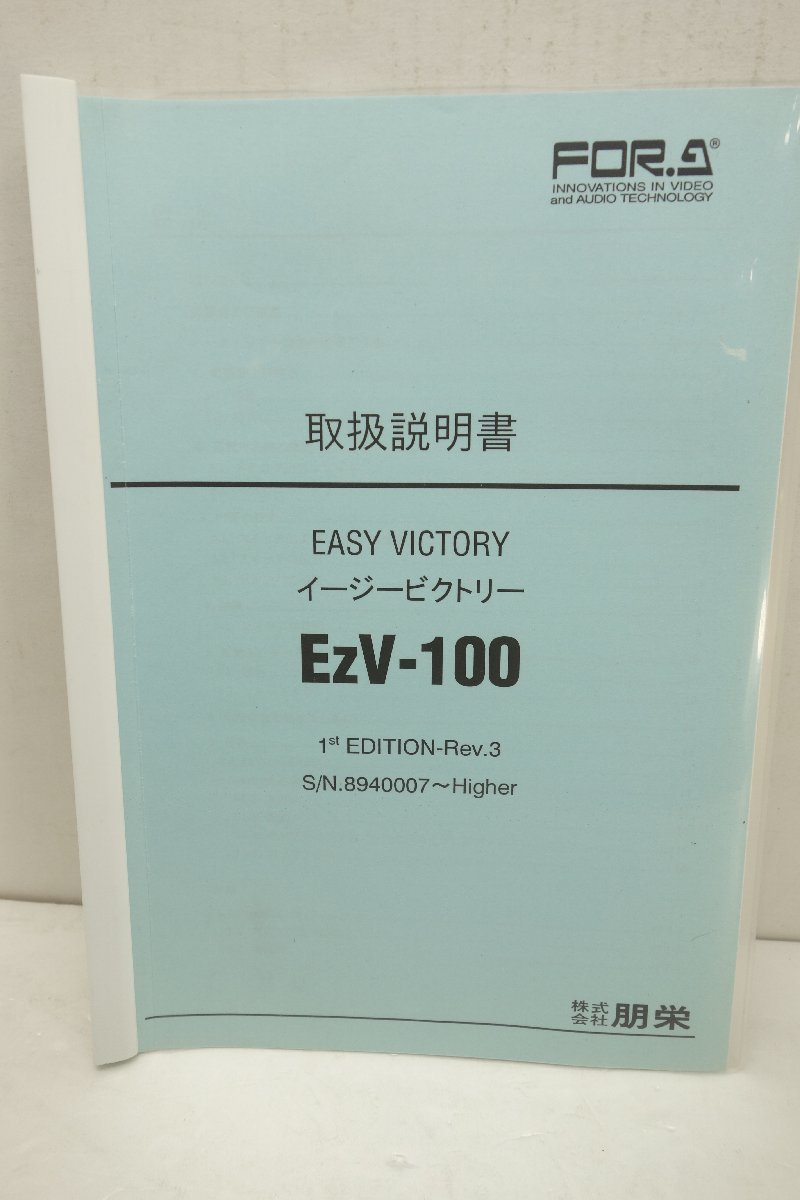 FOR.A®
INNOVATIONS IN VIDEO
and AUDIO TECHNOLOGY
取扱説明書
EASY VICTORY
イージービクトリー
EzV-100
1st EDITION-Rev.3
S/N.8940007～Higher
株式会社 朋栄